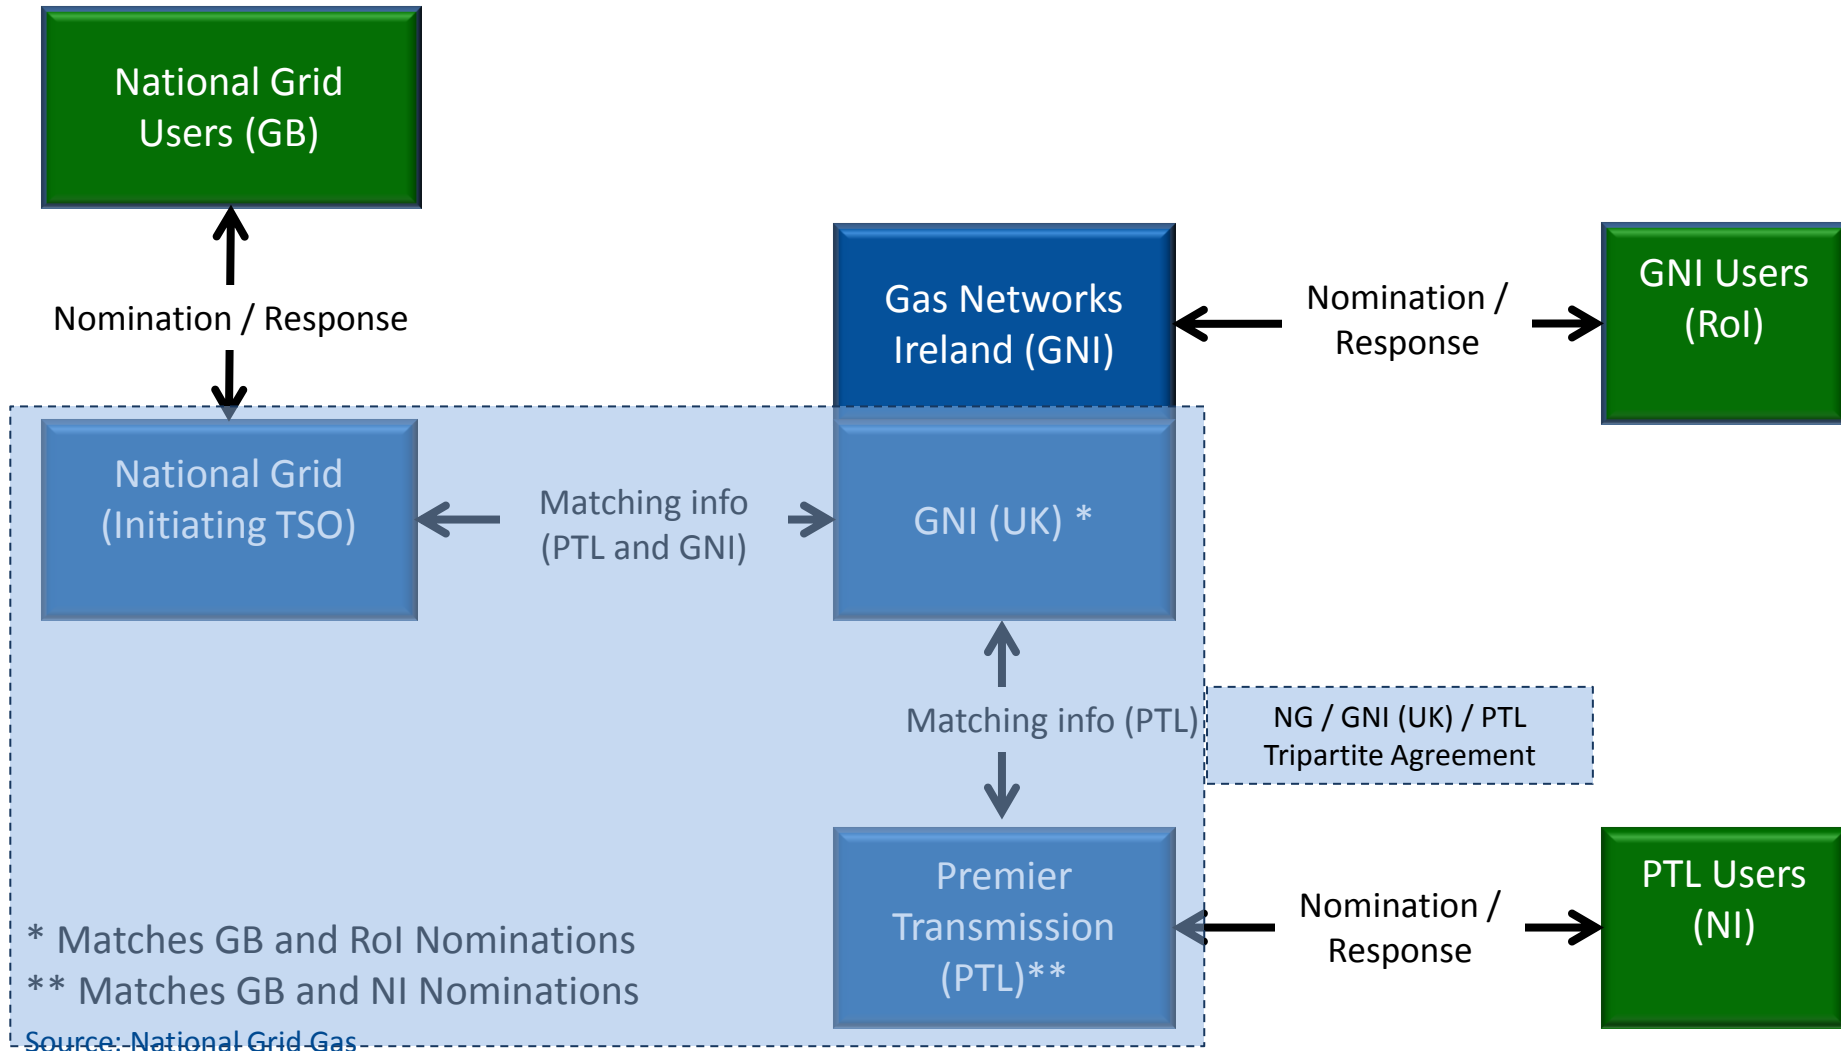 National Grid
Users (GB)
Nomination / Response
Gas Networks
Ireland (GNI)
Nomination /
Response
GNI Users
(RoI)
National Grid
(Initiating TSO)
Matching info
(PTL and GNI)
GNI (UK) *
Matching info (PTL)
NG / GNI (UK) / PTL
Tripartite Agreement
Premier
Transmission
(PTL)**
Nomination /
Response
PTL Users
(NI)
* Matches GB and RoI Nominations
** Matches GB and NI Nominations
Source: National Grid Gas